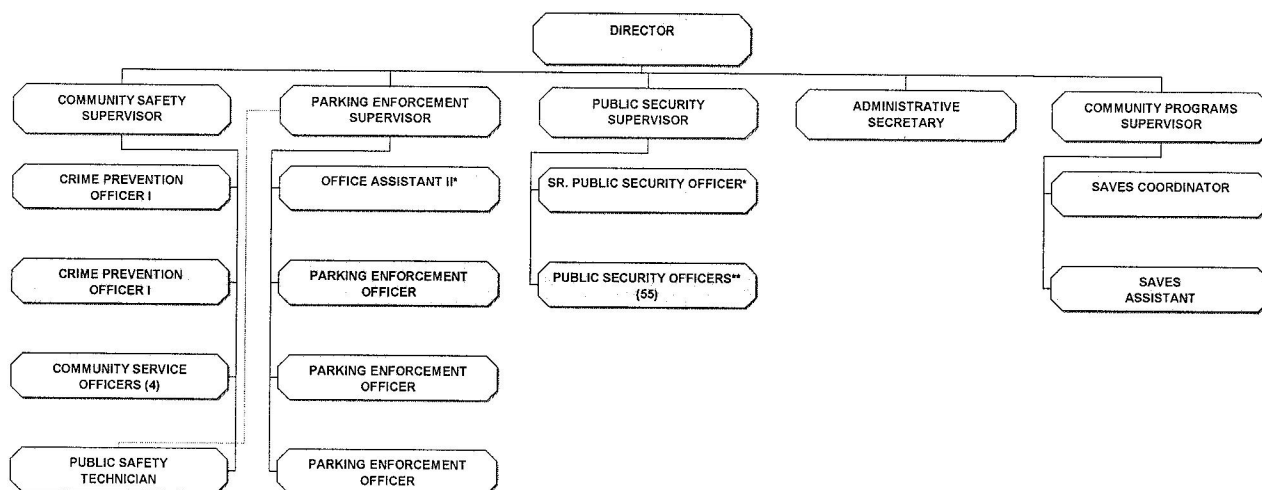 DIRECTOR
COMMUNITY SAFETY
SUPERVISOR
PARKING ENFORCEMENT
SUPERVISOR
PUBLIC SECURITY
SUPERVISOR
ADMINISTRATIVE
SECRETARY
COMMUNITY PROGRAMS
SUPERVISOR
CRIME PREVENTION
OFFICER I
OFFICE ASSISTANT II*
SR. PUBLIC SECURITY OFFICER*
SAVES COORDINATOR
CRIME PREVENTION
OFFICER I
PARKING ENFORCEMENT
OFFICER
PUBLIC SECURITY OFFICERS**
(55)
SAVES
ASSISTANT
COMMUNITY SERVICE
OFFICERS (4)
PARKING ENFORCEMENT
OFFICER
PUBLIC SAFETY
TECHNICIAN
PARKING ENFORCEMENT
OFFICER